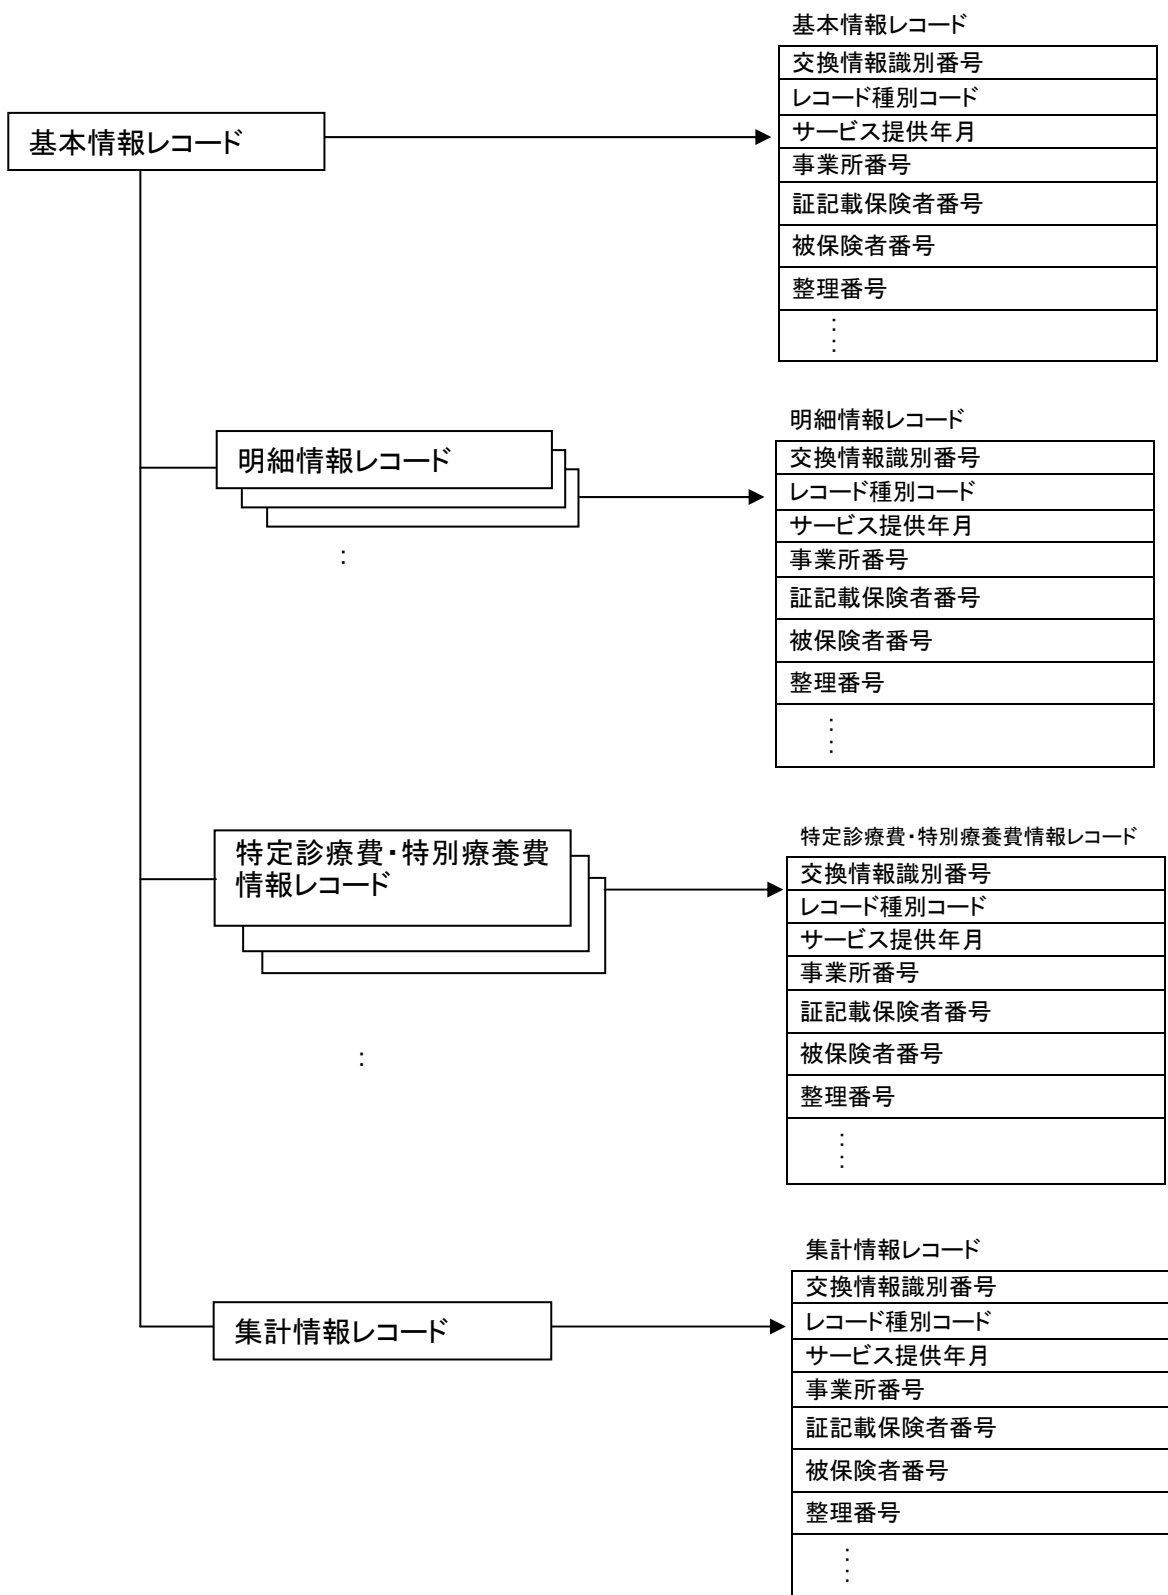 基本情報レコード
基本情報レコード
交換情報識別番号
レコード種別コード
サービス提供年月
事業所番号
証記載保険者番号
被保険者番号
整理番号
:
:
明細情報レコード
:
明細情報レコード
交換情報識別番号
レコード種別コード
サービス提供年月
事業所番号
証記載保険者番号
被保険者番号
整理番号
:
:
特定診療費・特別療養費
情報レコード
:
特定診療費・特別療養費情報レコード
交換情報識別番号
レコード種別コード
サービス提供年月
事業所番号
証記載保険者番号
被保険者番号
整理番号
:
:
集計情報レコード
集計情報レコード
交換情報識別番号
レコード種別コード
サービス提供年月
事業所番号
証記載保険者番号
被保険者番号
整理番号
:
: